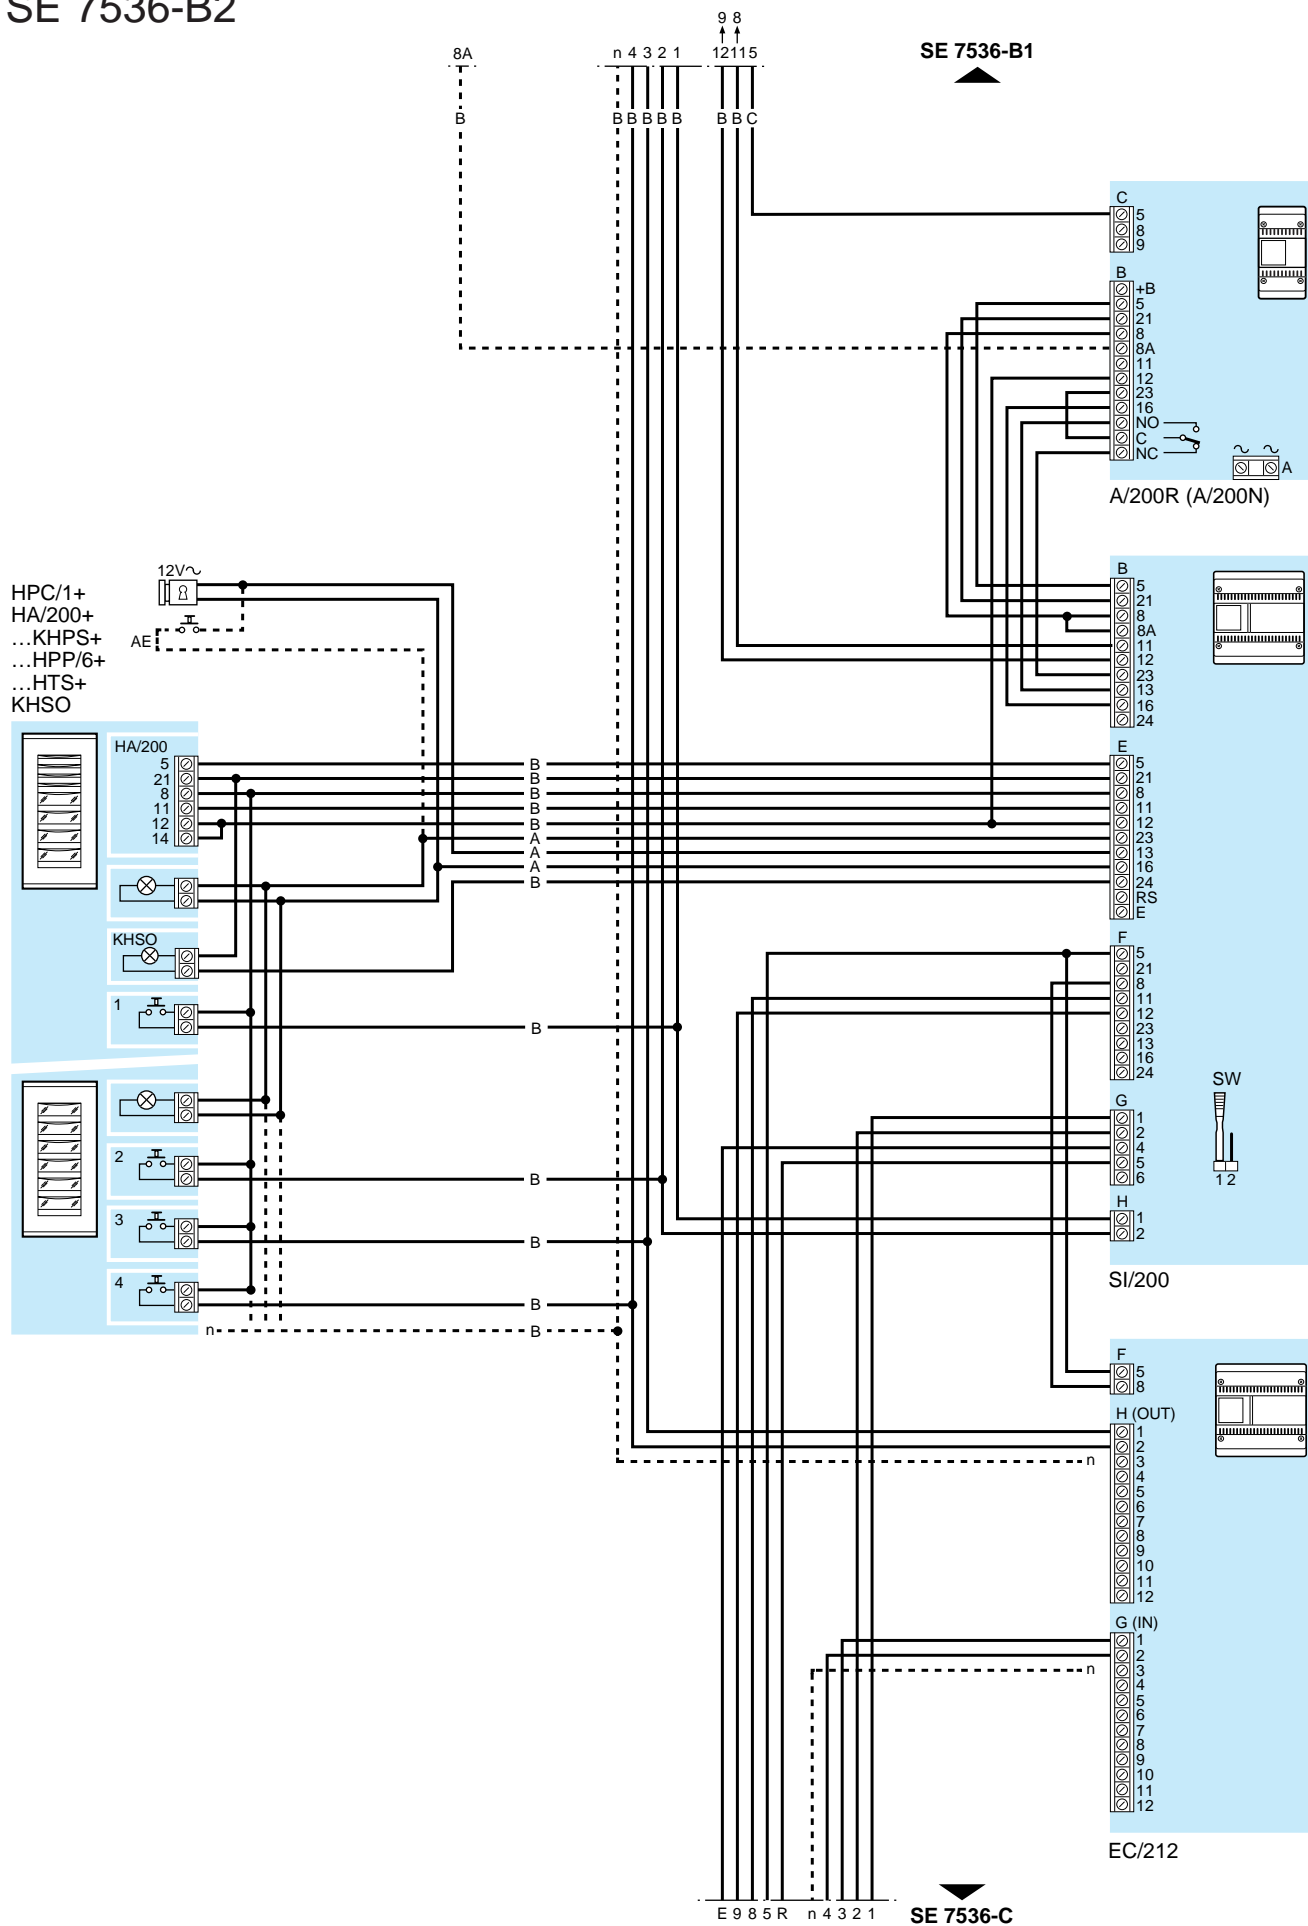 SE 7536-B2
9 8
8A
n 4 3 2 1
12 11 5
SE 7536-B1
B
B B B B B
B B C
C
5
8
9
B
+B
5
21
8
8A
11
12
23
16
NO
C
NC
A
A/200R (A/200N)
12V~
HPC/1+
HA/200+
...KHPS+
...HPP/6+
...HTS+
KHSO
AE
B
5
21
8
8A
11
12
23
13
16
24
HA/200
5
21
8
11
12
14
B
B
B
B
B
A
A
A
B
E
5
21
8
11
12
23
13
16
24
RS
E
KHSO
1
B
F
5
21
8
11
12
23
13
16
24
SW
1 2
G
1
2
4
5
6
2
B
H
1
2
3
B
SI/200
4
B
n
B
F
5
8
H (OUT)
1
2
3
4
5
6
7
8
9
10
11
12
n
G (IN)
1
2
3
4
5
6
7
8
9
10
11
12
n
EC/212
E 9 8 5 R n 4 3 2 1
SE 7536-C